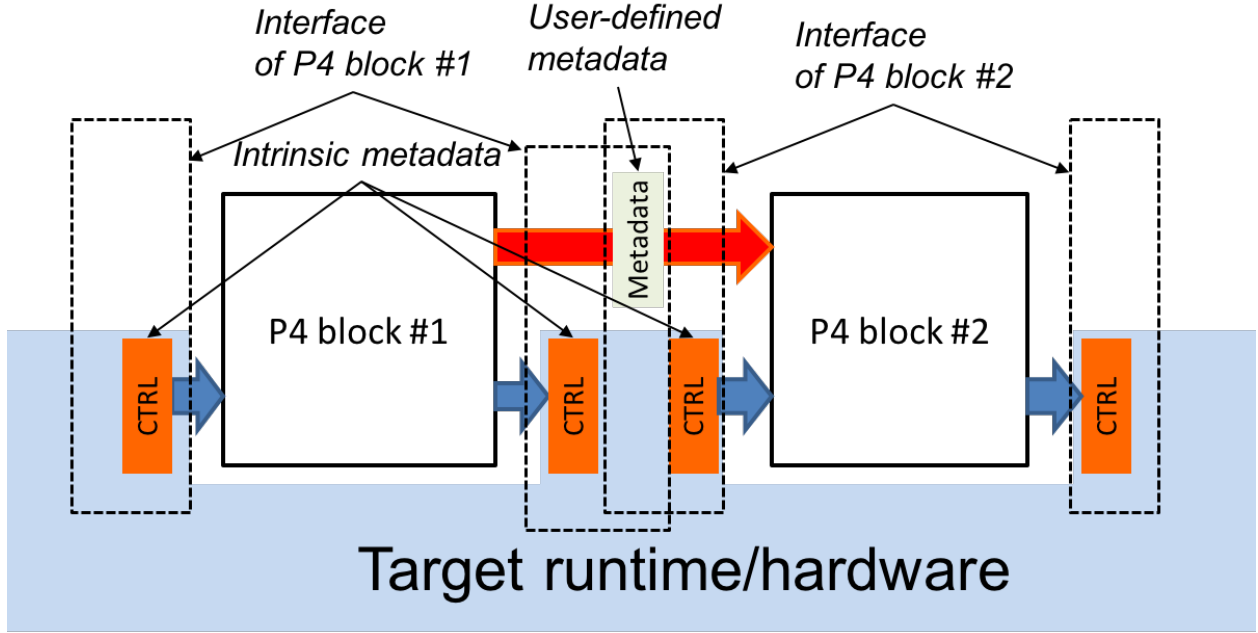 Interface
of P4 block #1
User-defined
metadata
Interface
of P4 block #2
Intrinsic metadata
Metadata
P4 block #1
P4 block #2
CTRL
CTRL
CTRL
CTRL
Target runtime/hardware